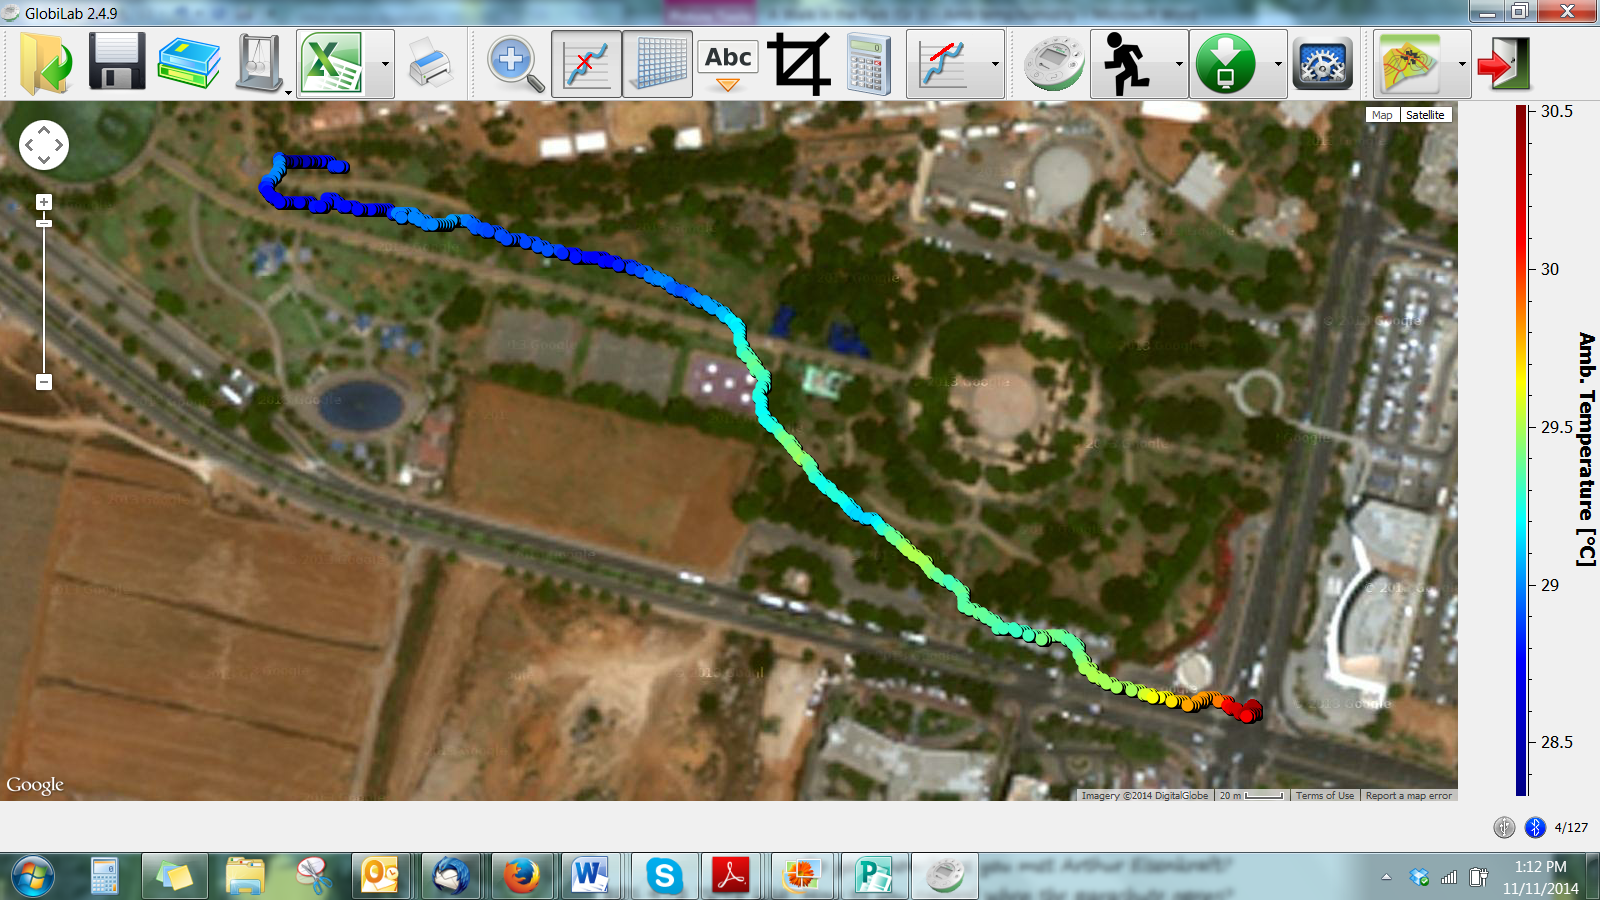 GlobiLab 2.4.9
Abc
Map
Satellite
30.5
30
29.5
29
28.5
Amb. Temperature [°C]
Google
Imagery ©2014 DigitalGlobe
20 m
Terms of Use
Report a map error
4/127
1:12 PM
11/11/2014